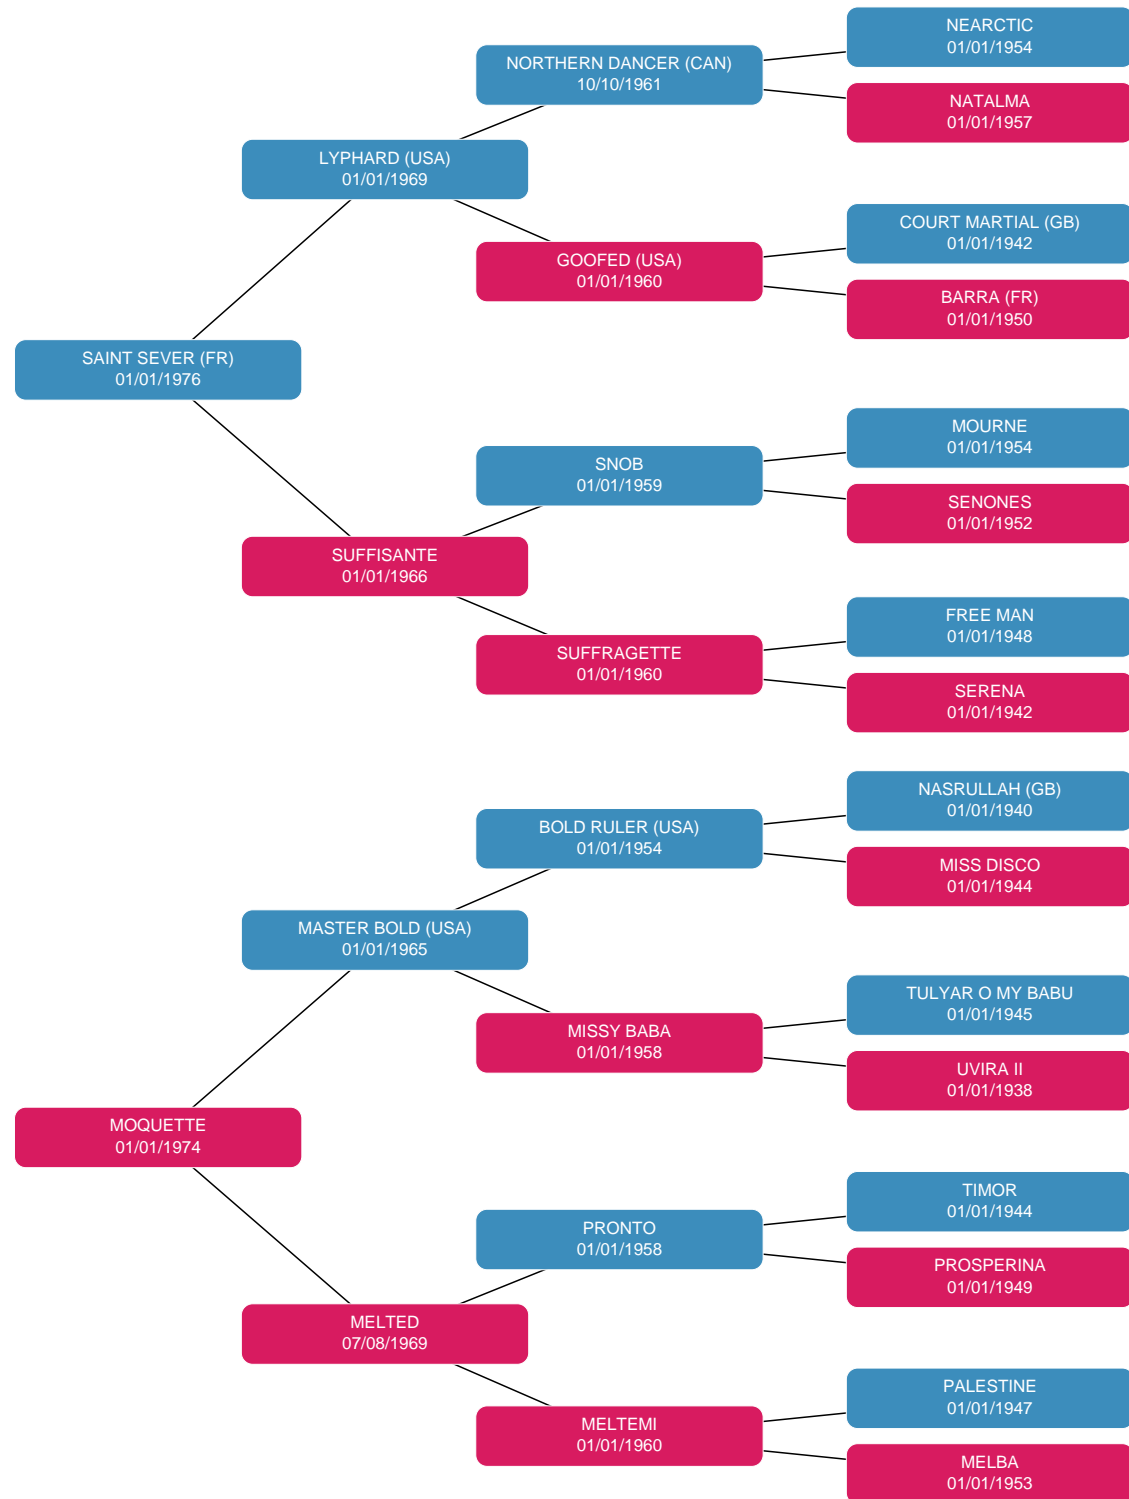 NEARCTIC
01/01/1954
NORTHERN DANCER (CAN)
10/10/1961
NATALMA
01/01/1957
LYPHARD (USA)
01/01/1969
COURT MARTIAL (GB)
01/01/1942
GOOFED (USA)
01/01/1960
BARRA (FR)
01/01/1950
SAINT SEVER (FR)
01/01/1976
MOURNE
01/01/1954
SNOB
01/01/1959
SENONES
01/01/1952
SUFFISANTE
01/01/1966
FREE MAN
01/01/1948
SUFFRAGETTE
01/01/1960
SERENA
01/01/1942
NASRULLAH (GB)
01/01/1940
BOLD RULER (USA)
01/01/1954
MISS DISCO
01/01/1944
MASTER BOLD (USA)
01/01/1965
TULYAR O MY BABU
01/01/1945
MISSY BABA
01/01/1958
UVIRA II
01/01/1938
MOQUETTE
01/01/1974
TIMOR
01/01/1944
PRONTO
01/01/1958
PROSPERINA
01/01/1949
MELTED
07/08/1969
PALESTINE
01/01/1947
MELTEMI
01/01/1960
MELBA
01/01/1953